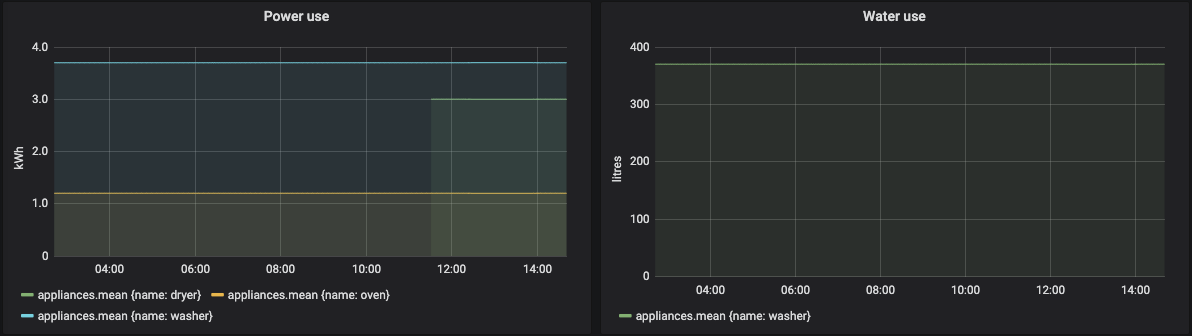 Power use
4.0
3.0
2.0
1.0
0
kWh
04:00 06:00 08:00 10:00 12:00 14:00
appliances.mean {name: dryer} appliances.mean {name: oven}
appliances.mean {name: washer}
Water use
400
300
200
100
0
litres
04:00 06:00 08:00 10:00 12:00 14:00
appliances.mean {name: washer}